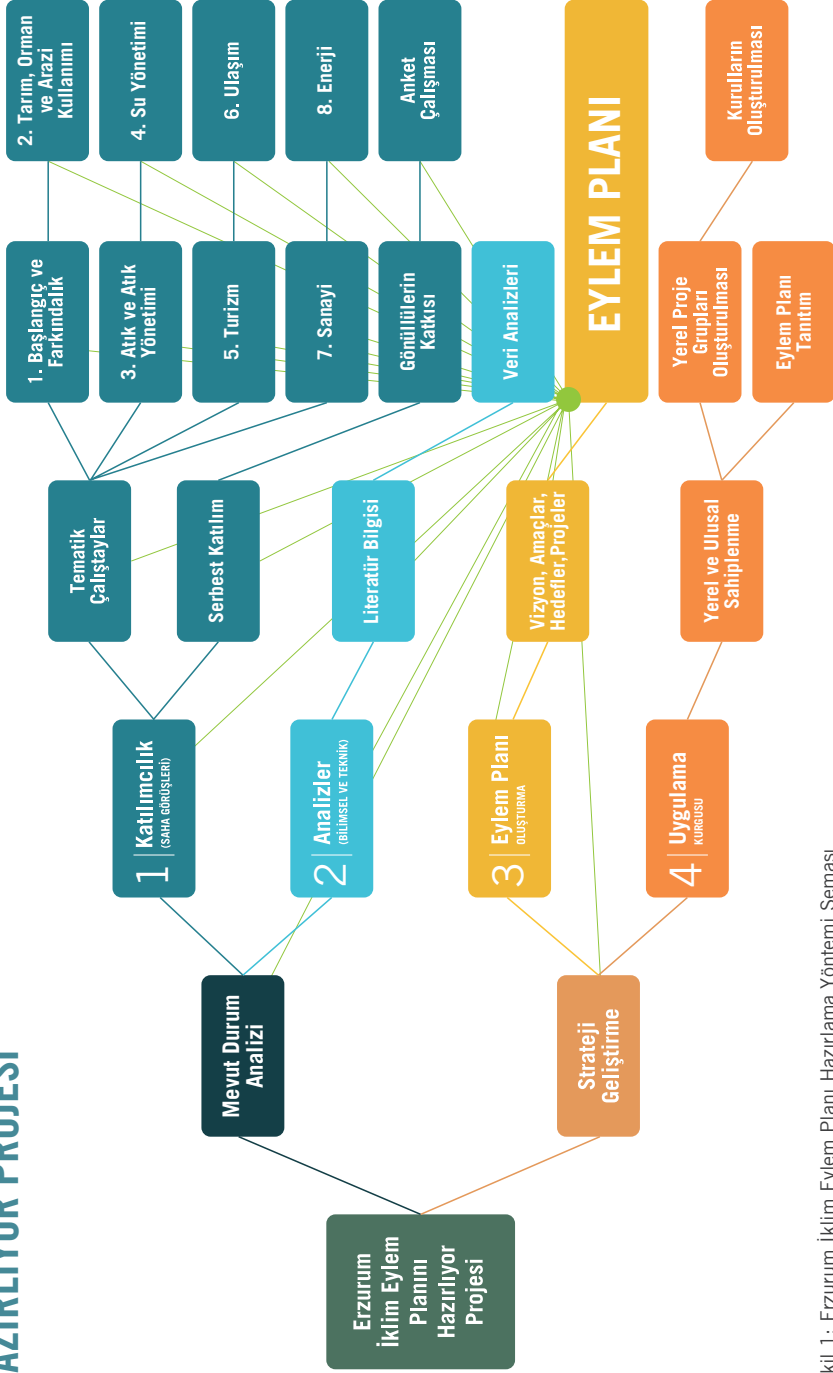 AZIRLIYOR PROJESİ
Erzurum
İklim Eylem
Planını
Hazırlıyor
Projesi
Mevut Durum
Analizi
Strateji
Geliştirme
1
Katılımcılık
(SAHA GÖRÜŞLERİ)
2
Analizler
(BİLİMSEL VE TEKNİK)
3
Eylem Planı
OLUŞTURMA
4
Uygulama
KURGUSU
Tematik
Çalıştaylar
Serbest Katılım
Literatür Bilgisi
Vizyon, Amaçlar,
Hedefler,Projeler
Yerel ve Ulusal
Sahiplenme
1. Başlangıç ve
Farkındalık
3. Atık ve Atık
Yönetimi
5. Turizm
7. Sanayi
Gönüllülerin
Katkısı
Veri Analizleri
EYLEM PLANI
Yerel Proje
Grupları
Oluşturulması
Eylem Planı
Tanıtım
2. Tarım, Orman
ve Arazi
Kullanımı
4. Su Yönetimi
6. Ulaşım
8. Enerji
Anket
Çalışması
Kurulların
Oluşturulması
kil 1: Erzurum İklim Eylem Planı Hazırlama Yöntemi Şeması